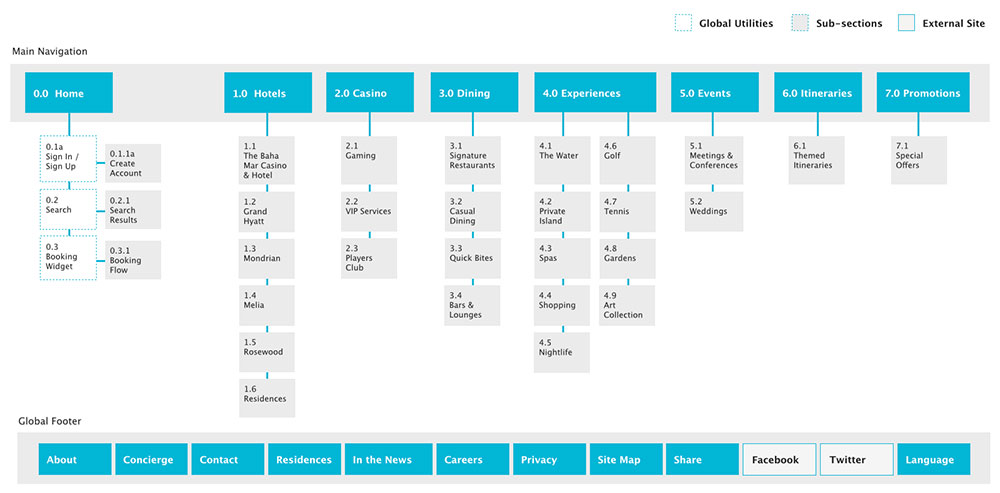 Global Utilities
Sub-sections
External Site
Main Navigation
0.0 Home
1.0 Hotels
2.0 Casino
3.0 Dining
4.0 Experiences
5.0 Events
6.0 Itineraries
7.0 Promotions
0.1a
Sign In /
Sign Up
0.1.1a
Create
Account
0.2
Search
0.2.1
Search
Results
0.3
Booking
Widget
0.3.1
Booking
Flow
1.1
The Baha
Mar Casino
& Hotel
1.2
Grand
Hyatt
1.3
Mondrian
1.4
Melia
1.5
Rosewood
1.6
Residences
2.1
Gaming
2.2
VIP Services
2.3
Players
Club
3.1
Signature
Restaurants
3.2
Casual
Dining
3.3
Quick Bites
3.4
Bars &
Lounges
4.1
The Water
4.2
Private
Island
4.3
Spas
4.4
Shopping
4.5
Nightlife
4.6
Golf
4.7
Tennis
4.8
Gardens
4.9
Art
Collection
5.1
Meetings &
Conferences
5.2
Weddings
6.1
Themed
Itineraries
7.1
Special
Offers
Global Footer
About
Concierge
Contact
Residences
In the News
Careers
Privacy
Site Map
Share
Facebook
Twitter
Language